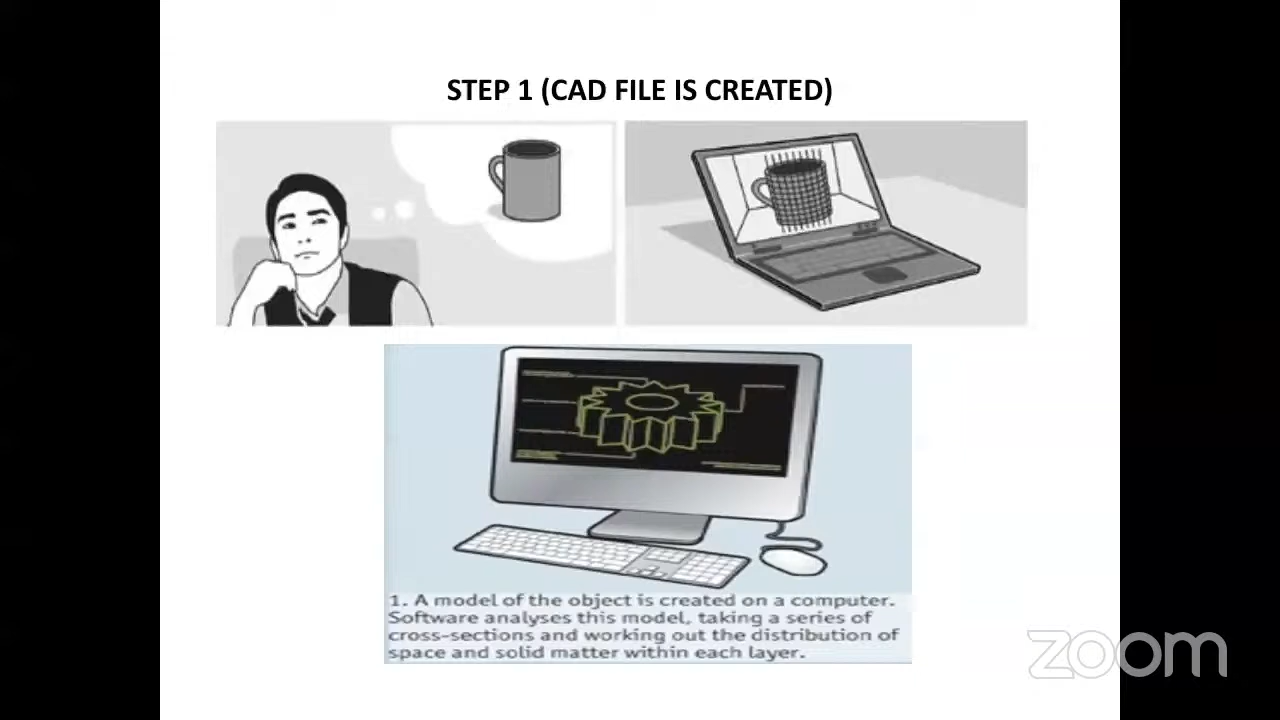 STEP 1 (CAD FILE IS CREATED)
1. A model of the object is created on a computer.
Software analyses this model, taking a series of
cross-sections and working out the distribution of
space and solid matter within each layer.
zoom